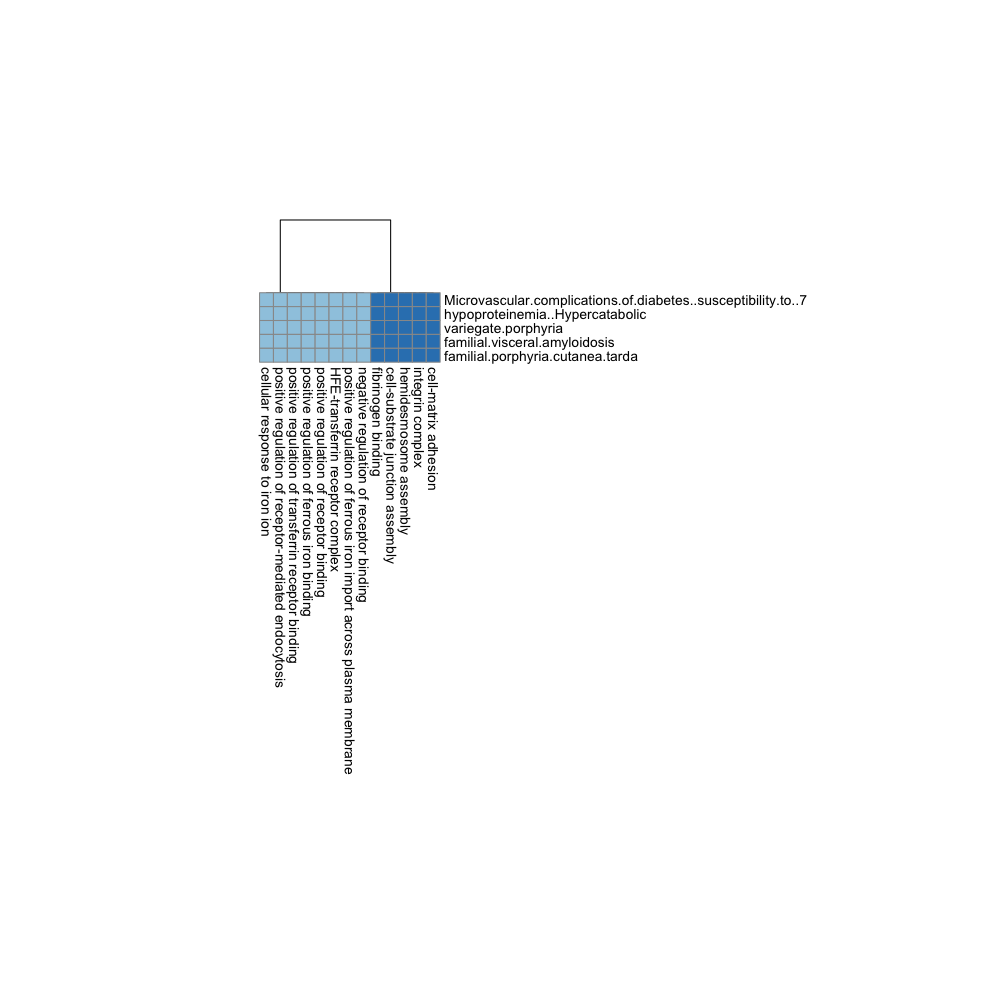 Microvascular.complications.of.diabetes..susceptibility.to..7
hypoproteinemia..Hypercatabolic
variegate.porphyria
familial.visceral.amyloidosis
familial.porphyria.cutanea.tarda
cellular response to iron ion
positive regulation of receptor-mediated endocytosis
positive regulation of transferrin receptor binding
positive regulation of ferrous iron binding
positive regulation of receptor binding
HFE-transferrin receptor complex
positive regulation of ferrous iron import across plasma membrane
negative regulation of receptor binding
fibrinogen binding
cell-substrate junction assembly
hemidesmosome assembly
integrin complex
cell-matrix adhesion